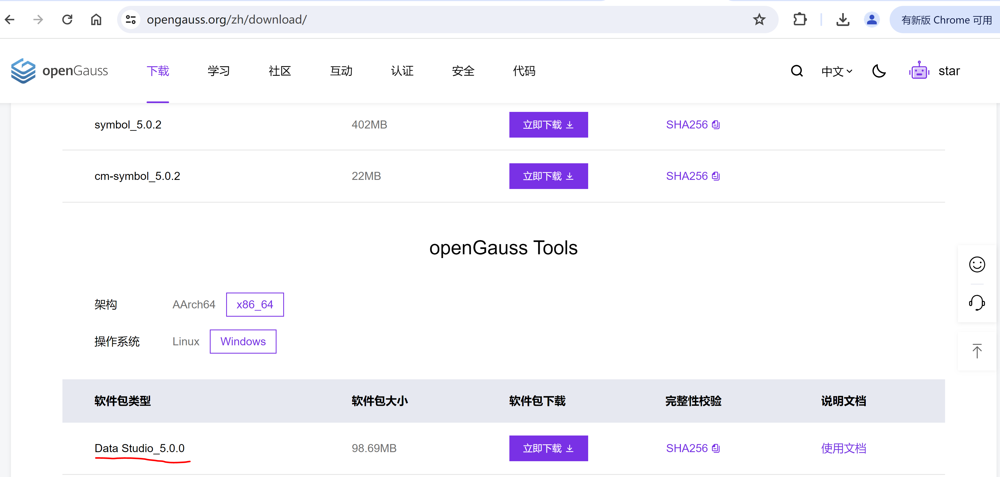 opengauss.org/zh/download/
有新版 Chrome 可用
openGauss 下载 学习 社区 互动 认证 安全 代码 中文 star
symbol_5.0.2 402MB 立即下载 SHA256
cm-symbol_5.0.2 22MB 立即下载 SHA256
openGauss Tools
架构 AArch64 x86_64
操作系统 Linux Windows
软件包类型 软件包大小 软件包下载 完整性校验 说明文档
Data Studio_5.0.0 98.69MB 立即下载 SHA256 使用文档